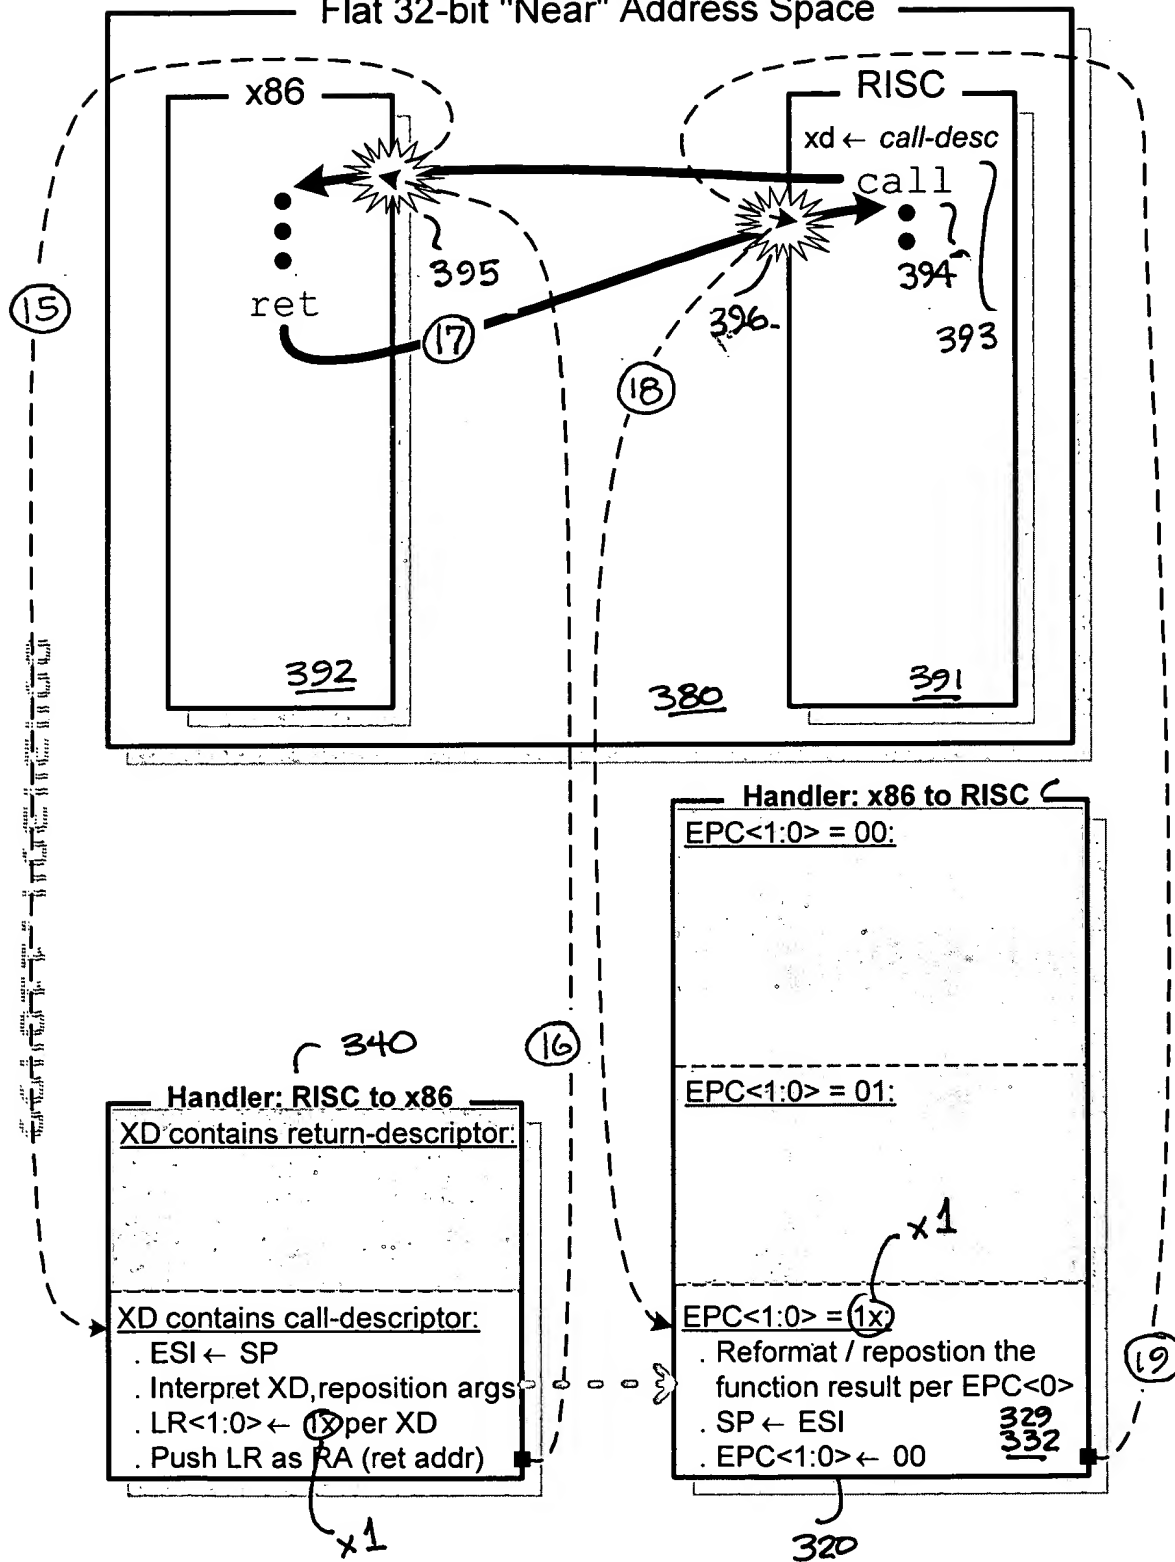 Flat 32-bit "Near" Address Space
x86
RISC
xd ← call-desc
call
395
394
393
396
ret
15
17
18
392
380
391
Handler: x86 to RISC
EPC<1:0> = 00:
340
16
Handler: RISC to x86
EPC<1:0> = 01:
XD contains return-descriptor:
x1
XD contains call-descriptor:
. ESI ← SP
. Interpret XD, reposition args
. LR<1:0> ← 1x per XD
. Push LR as RA (ret addr)
EPC<1:0> = 1x:
. Reformat / repostion the
function result per EPC<0>
. SP ← ESI
. EPC<1:0> ← 00
329
332
19
x1
320